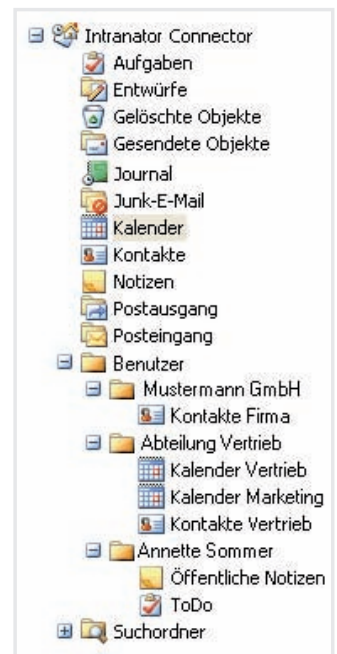 Intranator Connector
Aufgaben
Entwürfe
Gelöschte Objekte
Gesendete Objekte
Journal
Junk-E-Mail
Kalender
Kontakte
Notizen
Postausgang
Posteingang
Benutzer
Mustermann GmbH
Kontakte Firma
Abteilung Vertrieb
Kalender Vertrieb
Kalender Marketing
Kontakte Vertrieb
Annette Sommer
Öffentliche Notizen
ToDo
Suchordner